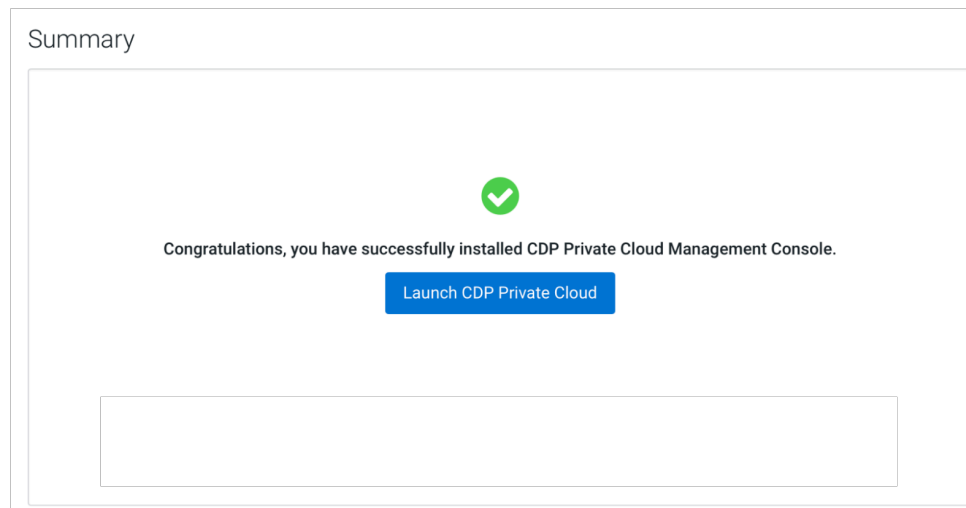 Summary
Congratulations, you have successfully installed CDP Private Cloud Management Console.
Launch CDP Private Cloud